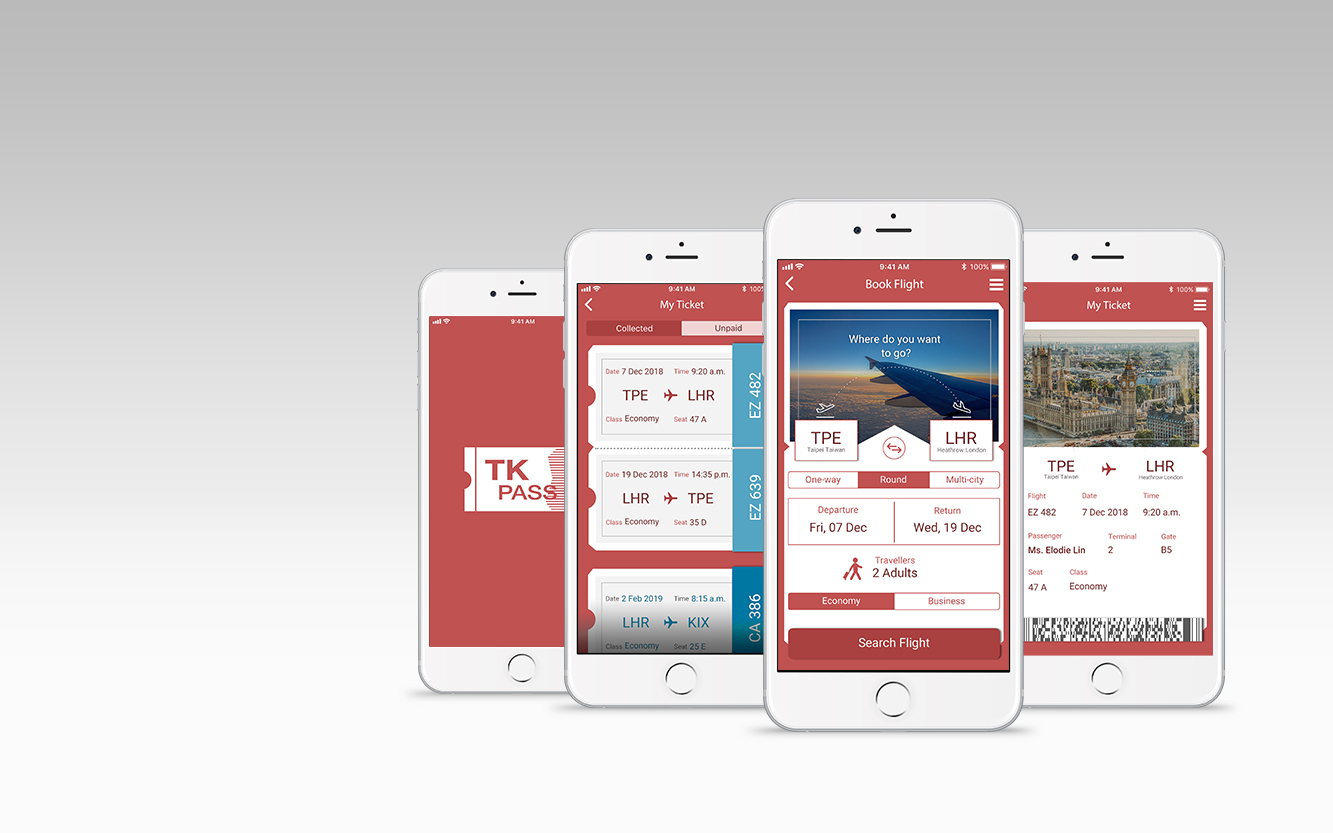 9:41 AM
TK
PASS
9:41 AM
My Ticket
Collected Unpaid
Date 7 Dec 2018 Time 9:20 a.m.
TPE LHR
Class Economy Seat 47 A
EZ 482
Date 19 Dec 2018 Time 14:35 p.m.
LHR TPE
Class Economy Seat 35 D
EZ 639
Date 2 Feb 2019 Time 8:15 a.m.
LHR KIX
Class Economy Seat 25 E
CA 386
9:41 AM 100%
Book Flight
Where do you want
to go?
TPE LHR
Taipei Taiwan Heathrow London
One-way Round Multi-city
Departure Return
Fri, 07 Dec Wed, 19 Dec
Travellers
2 Adults
Economy Business
Search Flight
9:41 AM 100%
My Ticket
TPE LHR
Taipei Taiwan Heathrow London
Flight Date Time
EZ 482 7 Dec 2018 9:20 a.m.
Passenger Terminal Gate
Ms. Elodie Lin 2 B5
Seat Class
47 A Economy